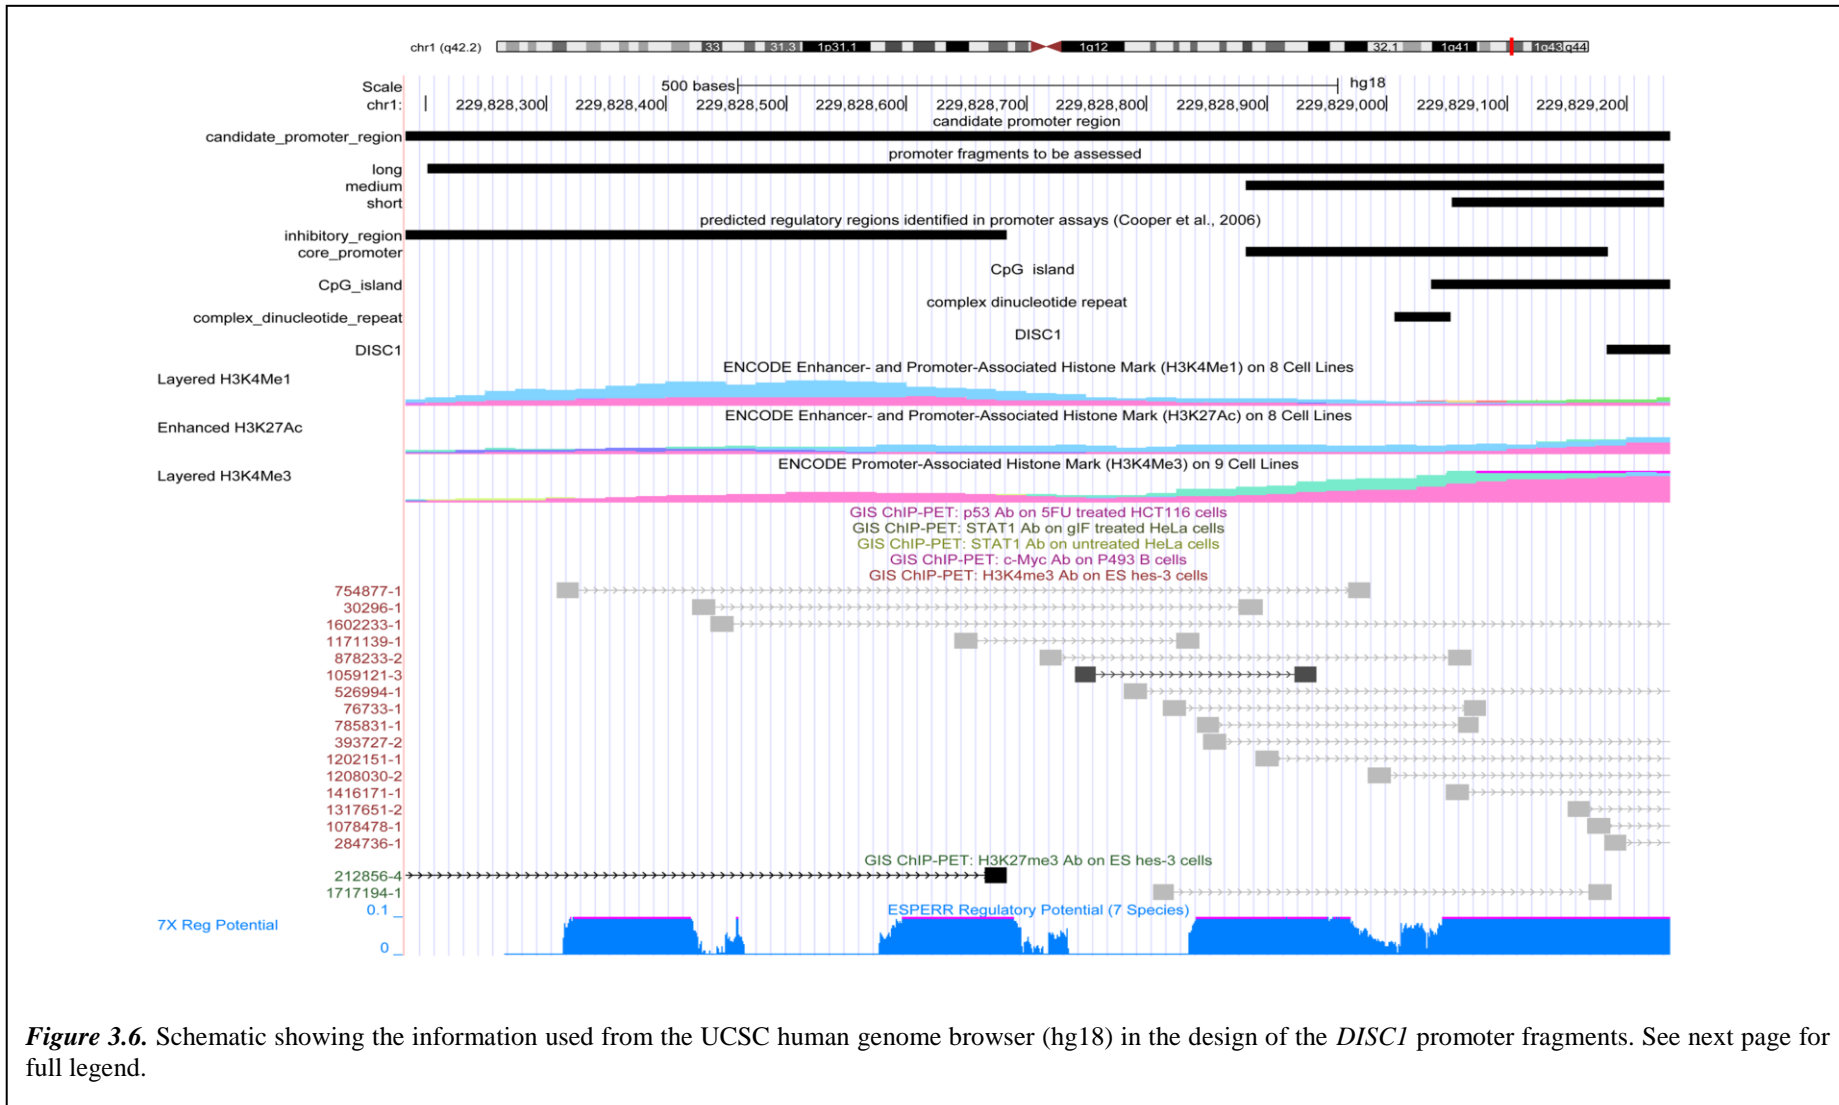 chr1 (q42.2) 33 31.3 1p31.1 1q12 32.1 1q41 1q43 q44
Scale 500 bases hg18
chr1: 229,828,300 229,828,400 229,828,500 229,828,600 229,828,700 229,828,800 229,828,900 229,829,000 229,829,100 229,829,200
candidate promoter region
candidate_promoter_region
promoter fragments to be assessed
long
medium
short
predicted regulatory regions identified in promoter assays (Cooper et al., 2006)
inhibitory_region
core_promoter
CpG island
CpG_island
complex dinucleotide repeat
complex_dinucleotide_repeat
DISC1
DISC1
ENCODE Enhancer- and Promoter-Associated Histone Mark (H3K4Me1) on 8 Cell Lines
Layered H3K4Me1
ENCODE Enhancer- and Promoter-Associated Histone Mark (H3K27Ac) on 8 Cell Lines
Enhanced H3K27Ac
ENCODE Promoter-Associated Histone Mark (H3K4Me3) on 9 Cell Lines
Layered H3K4Me3
GIS ChIP-PET: p53 Ab on 5FU treated HCT116 cells
GIS ChIP-PET: STAT1 Ab on gIF treated HeLa cells
GIS ChIP-PET: STAT1 Ab on untreated HeLa cells
GIS ChIP-PET: c-Myc Ab on P493 B cells
GIS ChIP-PET: H3K4me3 Ab on ES hes-3 cells
754877-1
30296-1
1602233-1
1171139-1
878233-2
1059121-3
526994-1
76733-1
785831-1
393727-2
1202151-1
1208030-2
1416171-1
1317651-2
1078478-1
284736-1
GIS ChIP-PET: H3K27me3 Ab on ES hes-3 cells
212856-4
1717194-1
ESPERR Regulatory Potential (7 Species)
0.1
7X Reg Potential
0
Figure 3.6. Schematic showing the information used from the UCSC human genome browser (hg18) in the design of the DISC1 promoter fragments. See next page for
full legend.